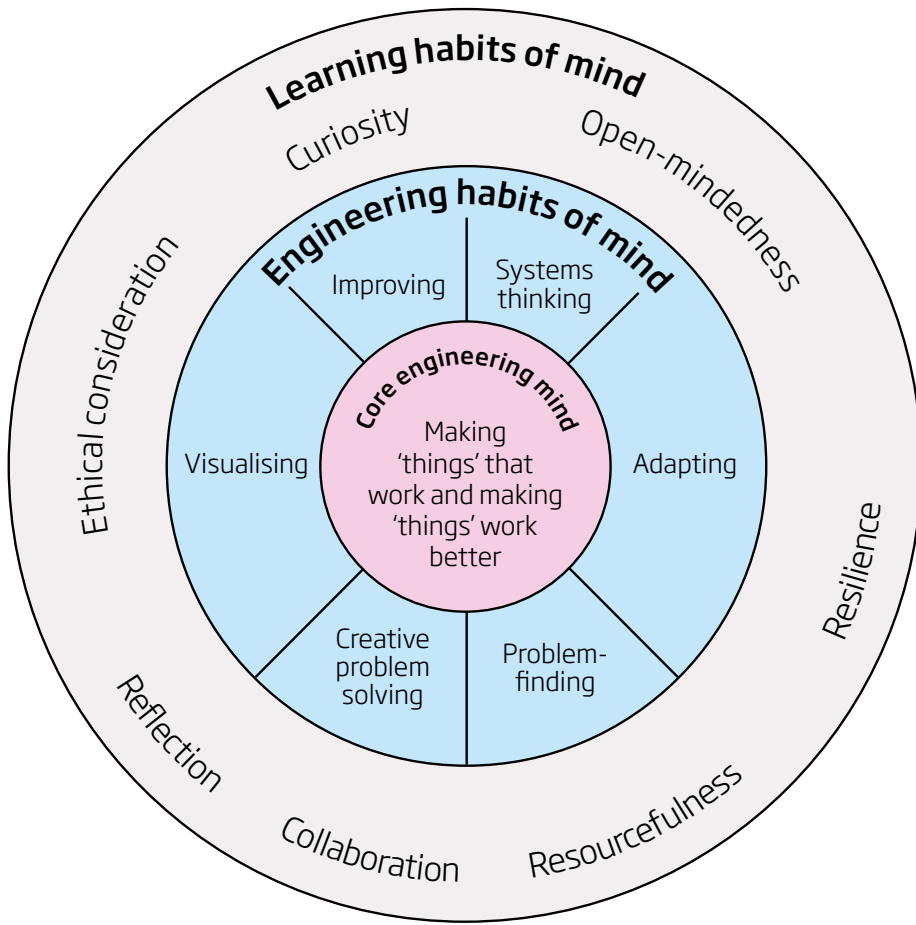 Learning habits of mind
Curiosity
Open-mindedness
Ethical consideration
Resilience
Reflection
Collaboration
Resourcefulness
Engineering habits of mind
Improving
Systems
thinking
Visualising
Adapting
Creative
problem
solving
Problem-
finding
Core engineering mind
Making
‘things’ that
work and making
‘things’ work
better